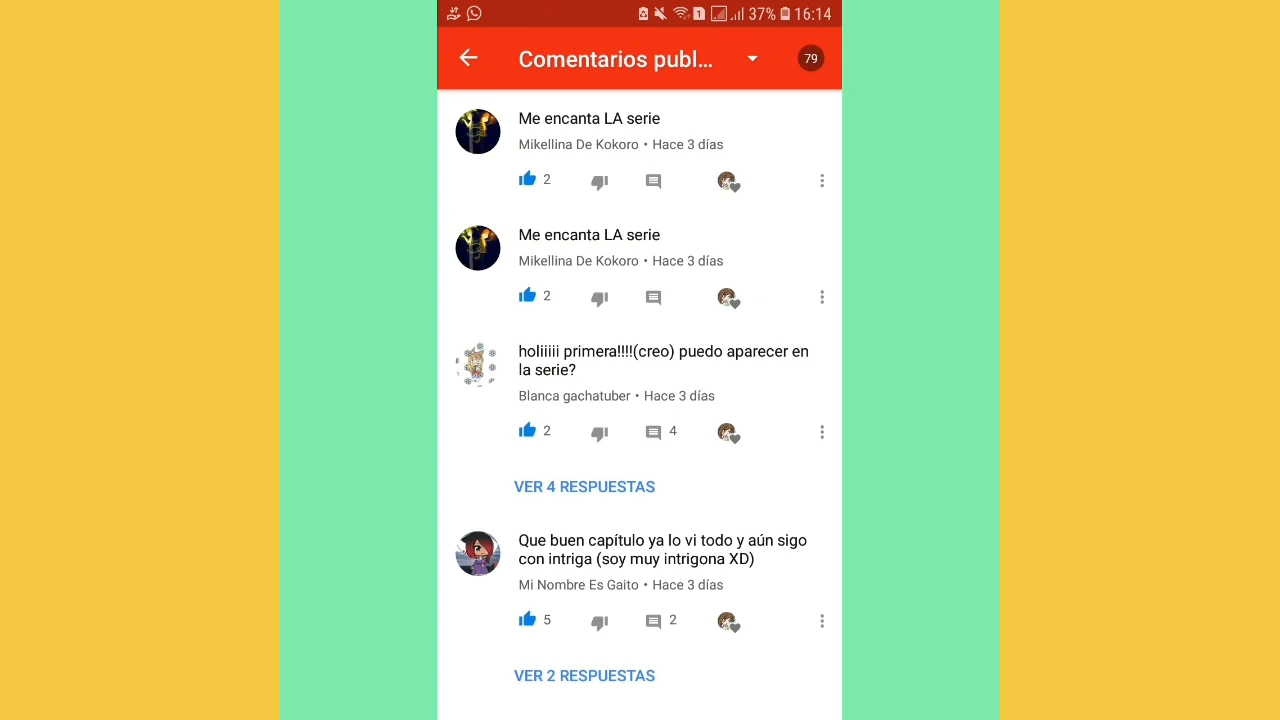 1 37% 16:14
Comentarios publ... 79
Me encanta LA serie
Mikellina De Kokoro • Hace 3 días
2
Me encanta LA serie
Mikellina De Kokoro • Hace 3 días
2
holiiiii primera!!!!(creo) puedo aparecer en
la serie?
Blanca gachatuber • Hace 3 días
2 4
VER 4 RESPUESTAS
Que buen capítulo ya lo vi todo y aún sigo
con intriga (soy muy intrigona XD)
Mi Nombre Es Gaito • Hace 3 días
5 2
VER 2 RESPUESTAS